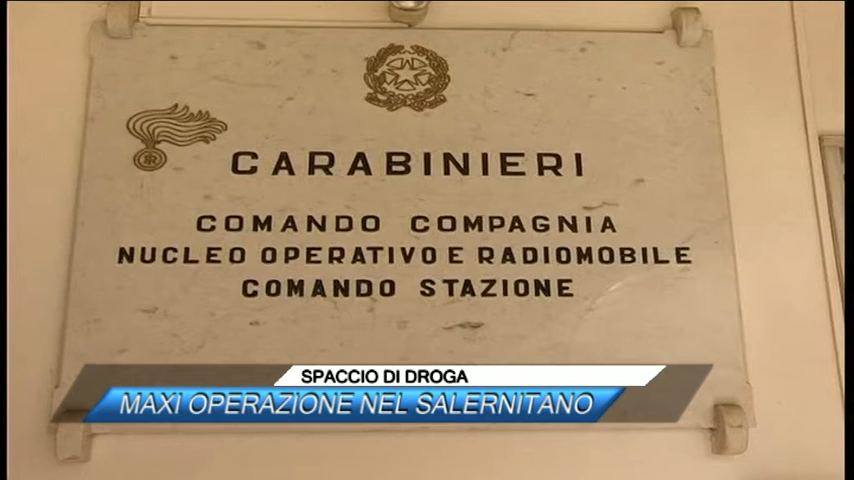 CARABINIERI
COMANDO COMPAGNIA
NUCLEO OPERATIVO E RADIOMOBILE
COMANDO STAZIONE
SPACCIO DI DROGA
MAXI OPERAZIONE NEL SALERNITANO